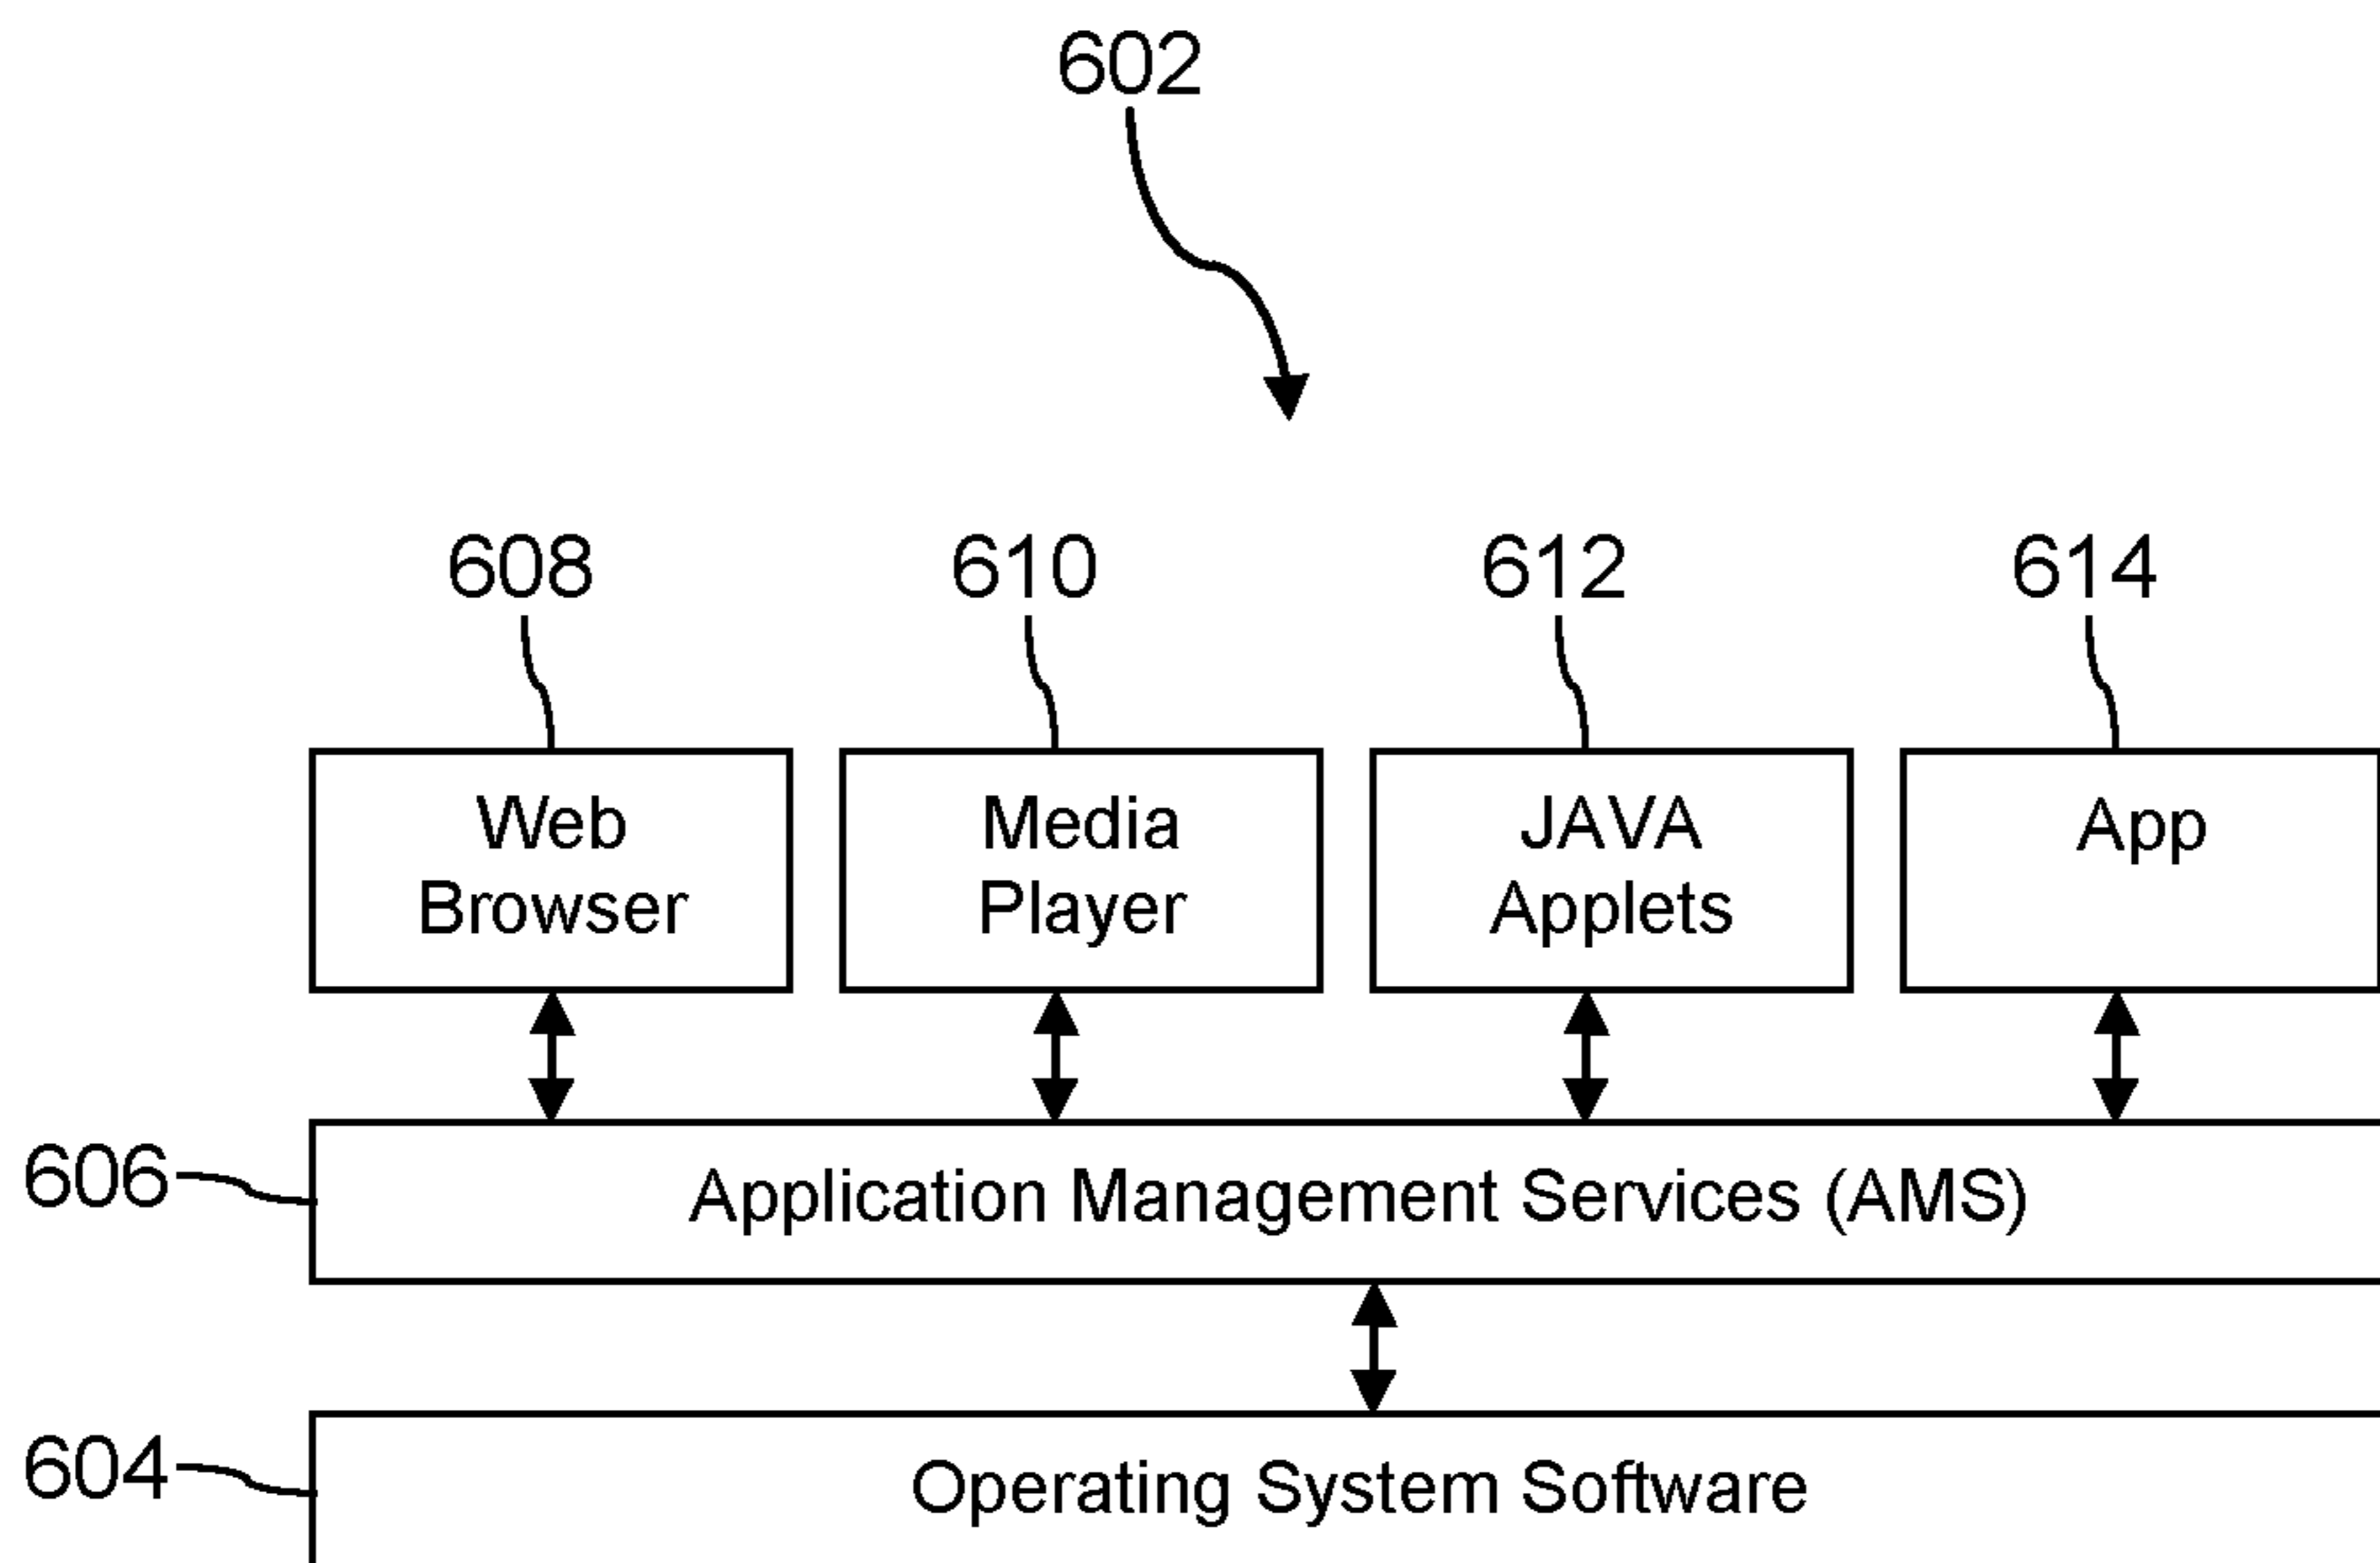 602
608
610
612
614
Web
Browser
Media
Player
JAVA
Applets
App
606
Application Management Services (AMS)
604
Operating System Software